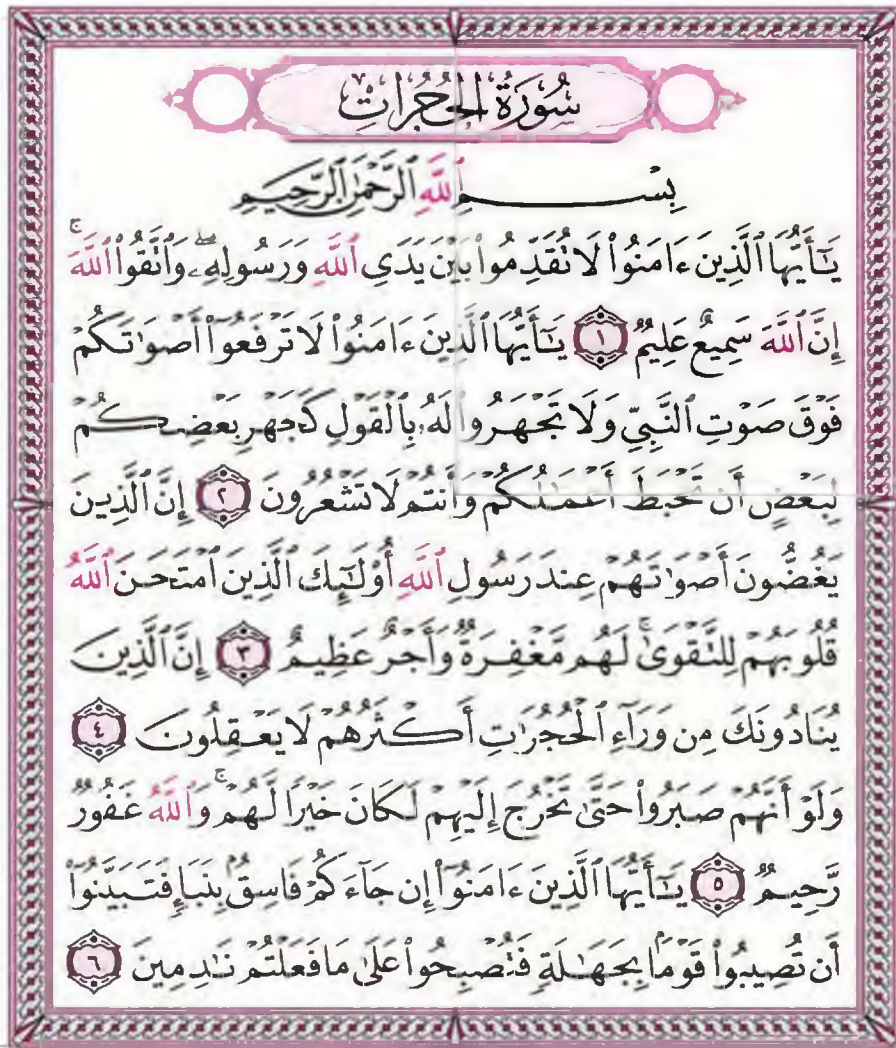 سُورَةُ الحُجُرَاتِ
بِسْمِ ٱللَّهِ ٱلرَّحْمَٰنِ ٱلرَّحِيمِ
يَٰٓأَيُّهَا ٱلَّذِينَ ءَامَنُوا۟ لَا تُقَدِّمُوا۟ بَيْنَ يَدَىِ ٱللَّهِ وَرَسُولِهِۦ ۖ وَٱتَّقُوا۟ ٱللَّهَ ۚ
إِنَّ ٱللَّهَ سَمِيعٌ عَلِيمٌ ١ يَٰٓأَيُّهَا ٱلَّذِينَ ءَامَنُوا۟ لَا تَرْفَعُوٓا۟ أَصْوَٰتَكُمْ
فَوْقَ صَوْتِ ٱلنَّبِىِّ وَلَا تَجْهَرُوا۟ لَهُۥ بِٱلْقَوْلِ كَجَهْرِ بَعْضِكُمْ
لِبَعْضٍ أَن تَحْبَطَ أَعْمَٰلُكُمْ وَأَنتُمْ لَا تَشْعُرُونَ ٢ إِنَّ ٱلَّذِينَ
يَغُضُّونَ أَصْوَٰتَهُمْ عِندَ رَسُولِ ٱللَّهِ أُو۟لَٰٓئِكَ ٱلَّذِينَ ٱمْتَحَنَ ٱللَّهُ
قُلُوبَهُمْ لِلتَّقْوَىٰ ۚ لَهُم مَّغْفِرَةٌ وَأَجْرٌ عَظِيمٌ ٣ إِنَّ ٱلَّذِينَ
يُنَادُونَكَ مِن وَرَآءِ ٱلْحُجُرَٰتِ أَكْثَرُهُمْ لَا يَعْقِلُونَ ٤
وَلَوْ أَنَّهُمْ صَبَرُوا۟ حَتَّىٰ تَخْرُجَ إِلَيْهِمْ لَكَانَ خَيْرًا لَّهُمْ ۚ وَٱللَّهُ غَفُورٌ
رَّحِيمٌ ٥ يَٰٓأَيُّهَا ٱلَّذِينَ ءَامَنُوٓا۟ إِن جَآءَكُمْ فَاسِقٌۢ بِنَبَإٍ فَتَبَيَّنُوٓا۟
أَن تُصِيبُوا۟ قَوْمًۢا بِجَهَٰلَةٍ فَتُصْبِحُوا۟ عَلَىٰ مَا فَعَلْتُمْ نَٰدِمِينَ ٦